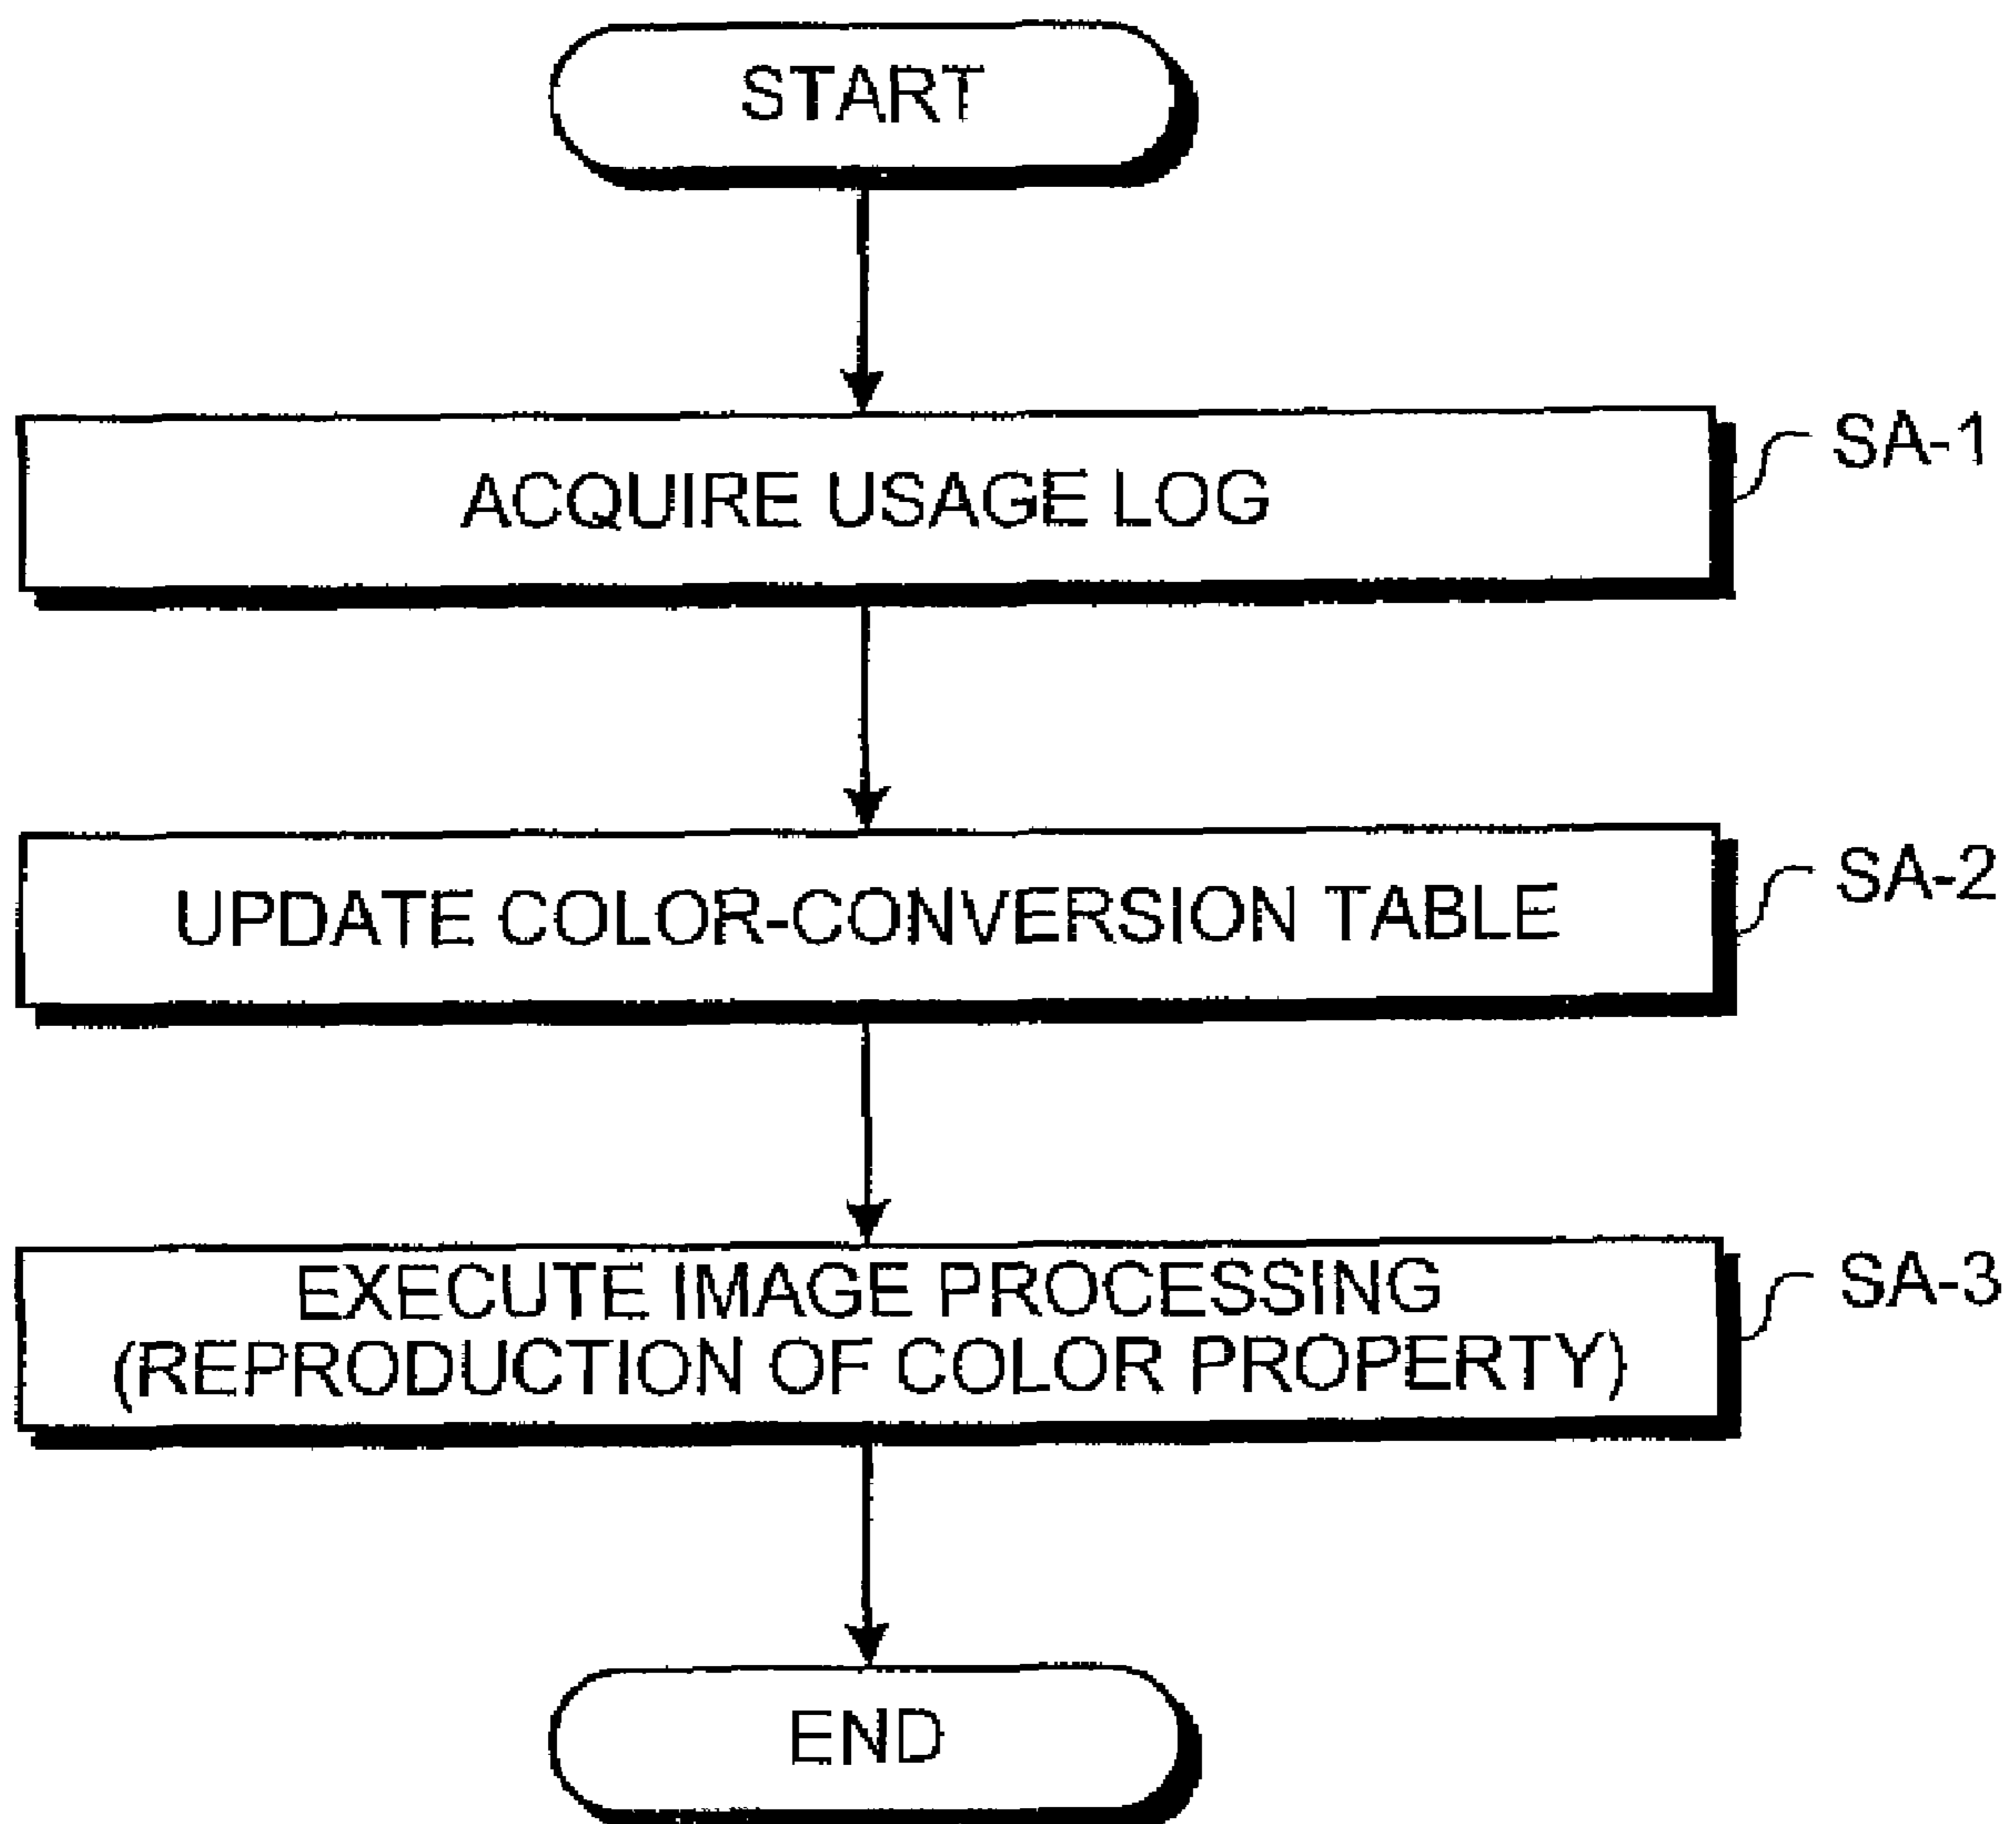 START
ACQUIRE USAGE LOG
SA-1
UPDATE COLOR-CONVERSION TABLE
SA-2
EXECUTE IMAGE PROCESSING
(REPRODUCTION OF COLOR PROPERTY)
SA-3
END